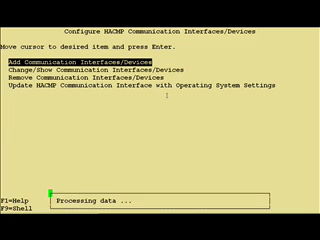 Configure HACMP Communication Interfaces/Devices
Move cursor to desired item and press Enter.
Add Communication Interfaces/Devices
Change/Show Communication Interfaces/Devices
Remove Communication Interfaces/Devices
Update HACMP Communication Interface with Operating System Settings
F1=Help
Processing data ...
F9=Shell